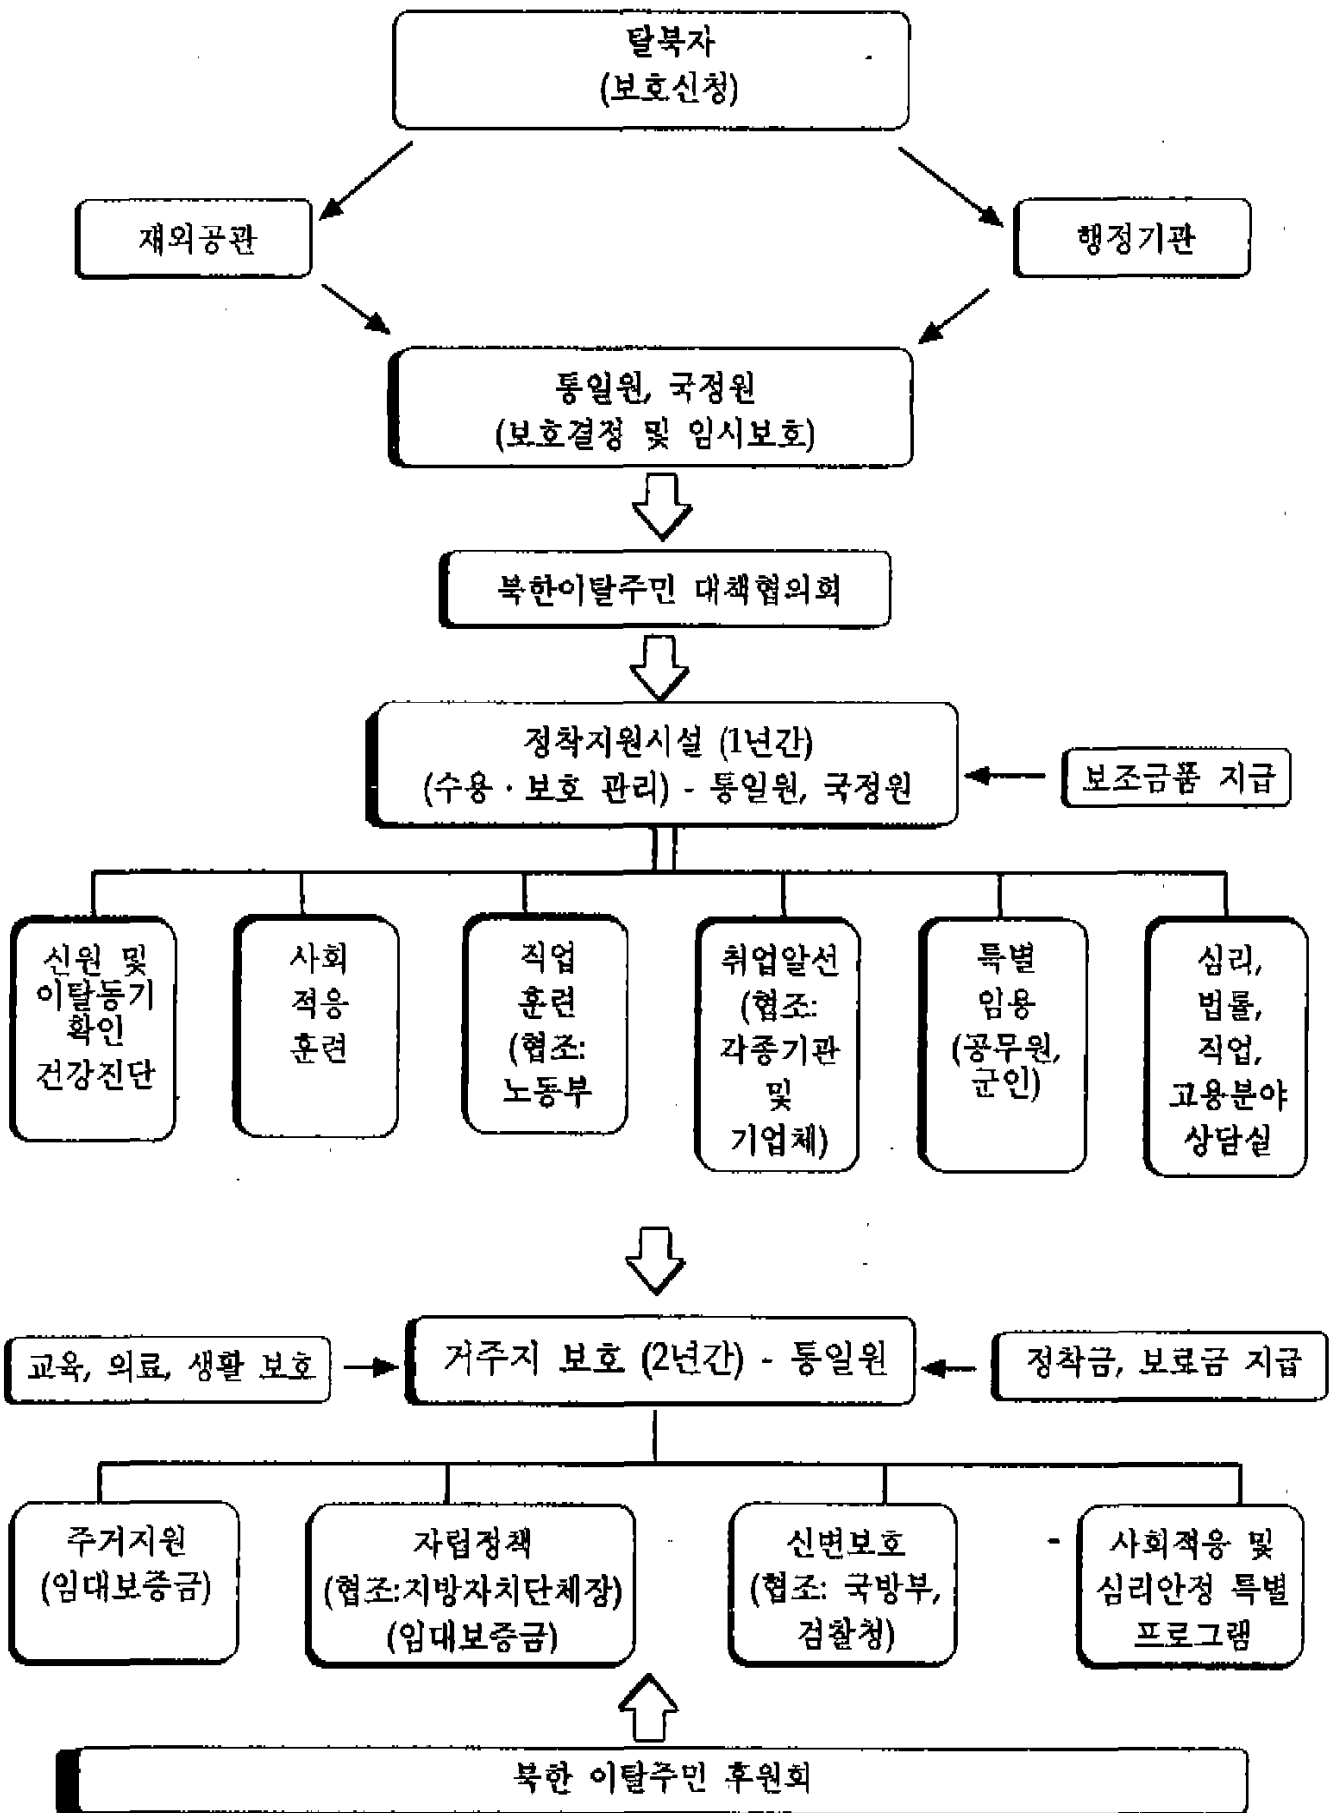 탈북자
(보호신청)
재외공관
행정기관
통일원, 국정원
(보호결정 및 임시보호)
북한이탈주민 대책협의회
정착지원시설 (1년간)
(수용 · 보호 관리) - 통일원, 국정원
보조금품 지급
신원 및
이탈동기
확인
건강진단
사회
적응
훈련
직업
훈련
(협조:
노동부
취업알선
(협조:
각종기관
및
기업체)
특별
임용
(공무원,
군인)
심리,
법률,
직업,
고용분야
상담실
교육, 의료, 생활 보호
거주지 보호 (2년간) - 통일원
정착금, 보료금 지급
주거지원
(임대보증금)
자립정책
(협조:지방자치단체장)
(임대보증금)
신변보호
(협조: 국방부,
검찰청)
사회적응 및
심리안정 특별
프로그램
북한 이탈주민 후원회